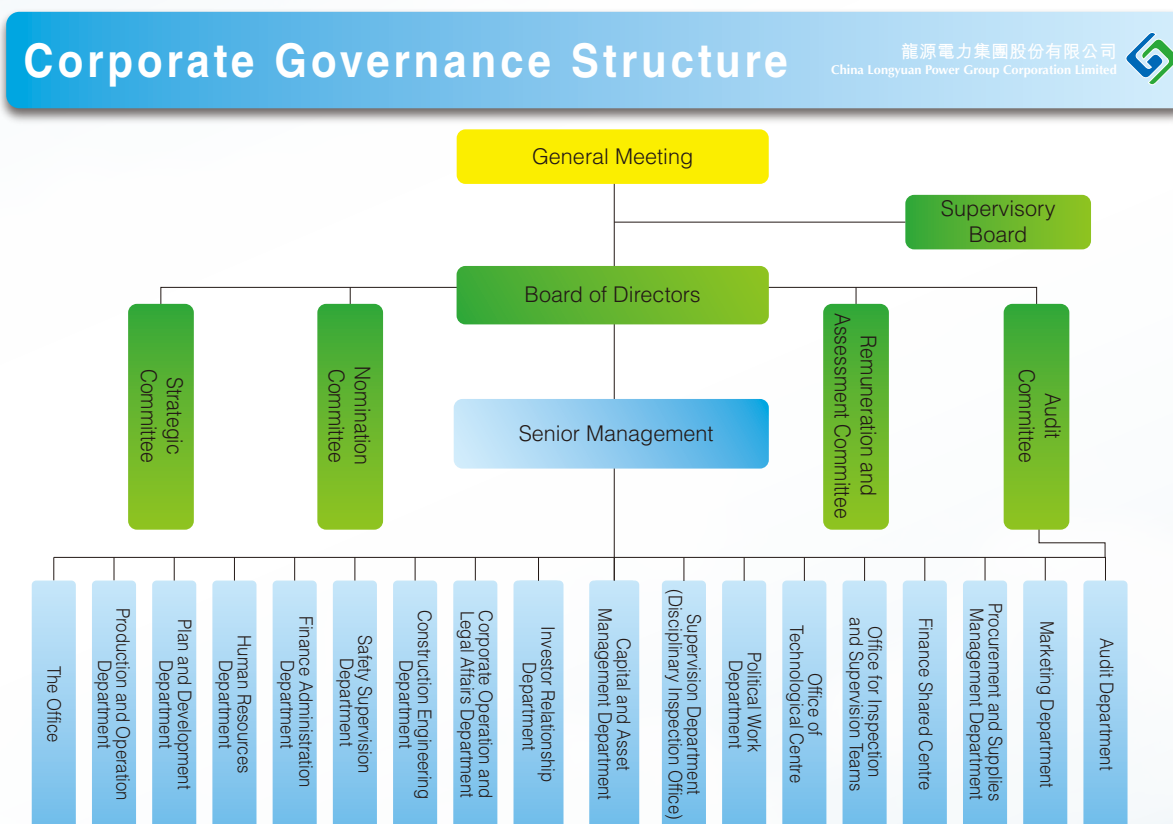 Corporate Governance Structure
龍源電力集團股份有限公司
China Longyuan Power Group Corporation Limited
General Meeting
Supervisory
Board
Board of Directors
Strategic
Committee
Nomination
Committee
Remuneration and
Assessment Committee
Audit
Committee
Senior Management
The Office
Production and Operation
Department
Plan and Development
Department
Human Resources
Department
Finance Administration
Department
Safety Supervision
Department
Construction Engineering
Department
Corporate Operation and
Legal Affairs Department
Investor Relationship
Department
Capital and Asset
Management Department
Supervision Department
(Disciplinary Inspection Office)
Political Work
Department
Office of
Technological Centre
Office for Inspection
and Supervision Teams
Finance Shared Centre
Procurement and Supplies
Management Department
Marketing Department
Audit Department